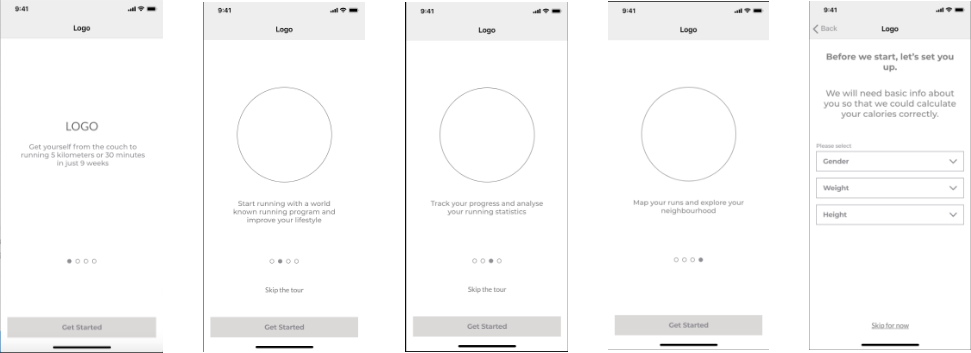 9:41
Logo
LOGO
Get yourself from the couch to
running 5 kilometers or 30 minutes
in just 9 weeks
Get Started
9:41
Logo
Start running with a world
known running program and
improve your lifestyle
Skip the tour
Get Started
9:41
Logo
Track your progress and analyse
your running statistics
Skip the tour
Get Started
9:41
Logo
Map your runs and explore your
neighbourhood
Get Started
9:41
Back Logo
Before we start, let's set you
up.
We will need basic info about
you so that we could calculate
your calories correctly.
Please select
Gender
Weight
Height
Skip for now